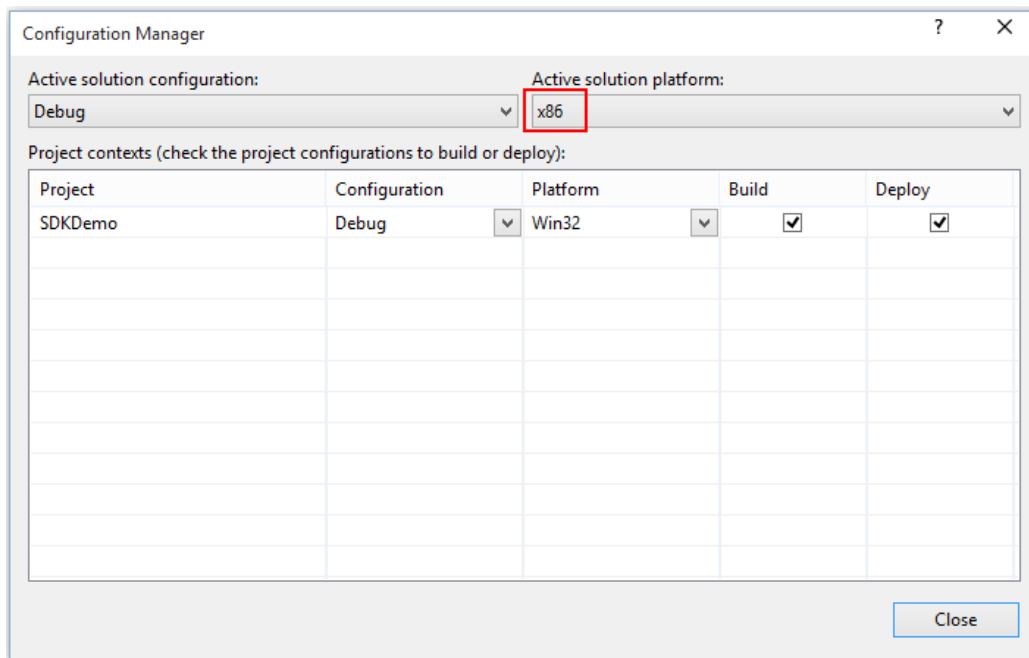 Configuration Manager ?
Active solution configuration: Active solution platform:
Debug x86
Project contexts (check the project configurations to build or deploy):
Project Configuration Platform Build Deploy
SDKDemo Debug Win32
Close